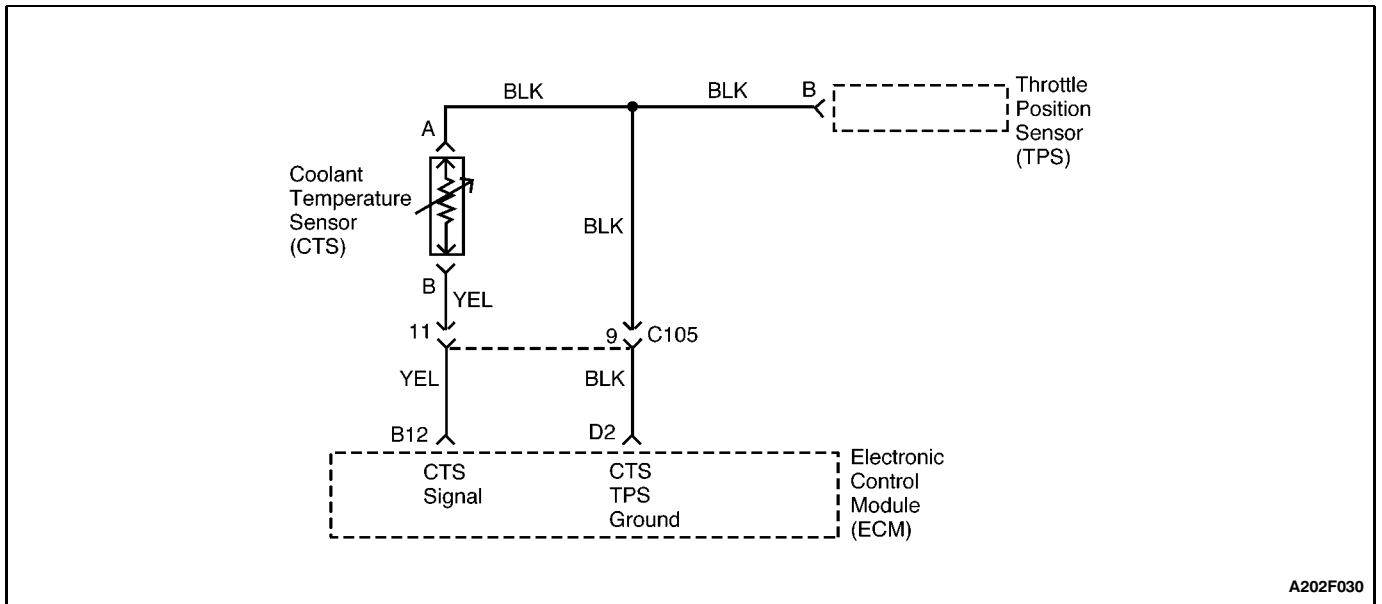 BLK
BLK
B
Throttle
Position
Sensor
(TPS)
A
Coolant
Temperature
Sensor
(CTS)
BLK
B
YEL
11
9
C105
YEL
BLK
B12
D2
CTS
Signal
CTS
TPS
Ground
Electronic
Control
Module
(ECM)
A202F030